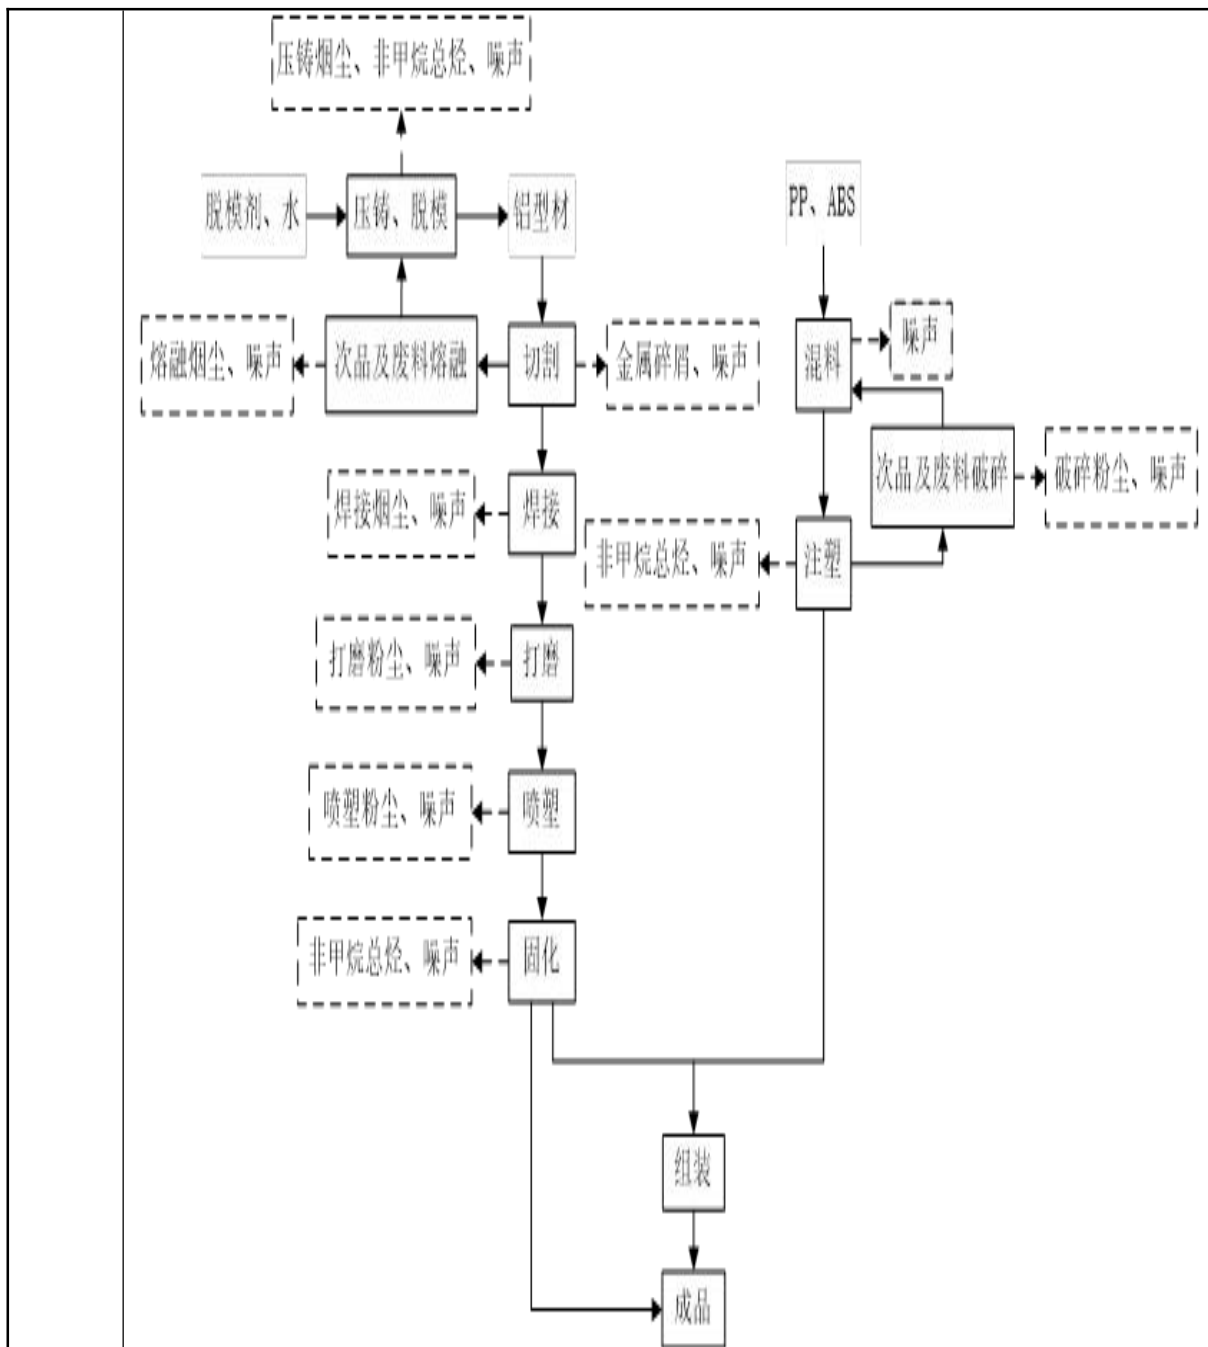 压铸烟尘、非甲烷总烃、噪声
脱模剂、水
压铸、脱模
铝型材
PP、ABS
熔融烟尘、噪声
次品及废料熔融
切割
金属碎屑、噪声
混料
噪声
焊接烟尘、噪声
焊接
次品及废料破碎
破碎粉尘、噪声
非甲烷总烃、噪声
注塑
打磨粉尘、噪声
打磨
喷塑粉尘、噪声
喷塑
非甲烷总烃、噪声
固化
组装
成品